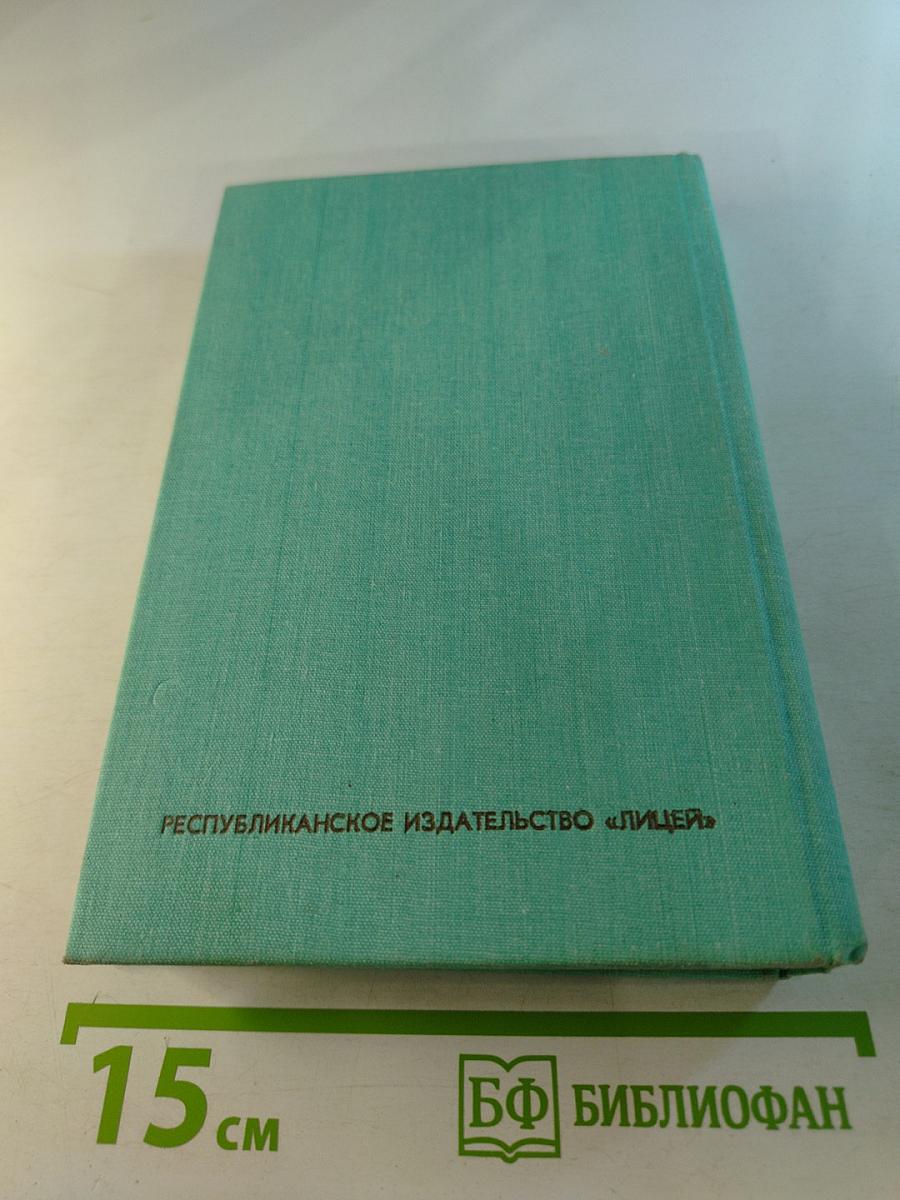 РЕСПУБЛИКАНСКОЕ ИЗДАТЕЛЬСТВО «ЛИЦЕЙ»
15 см
БФ БИБЛИОФАН